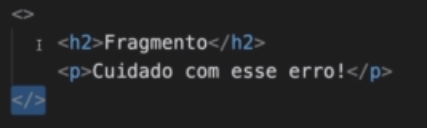 <>
<h2>Fragmento</h2>
<p>Cuidado com esse erro!</p>
</>